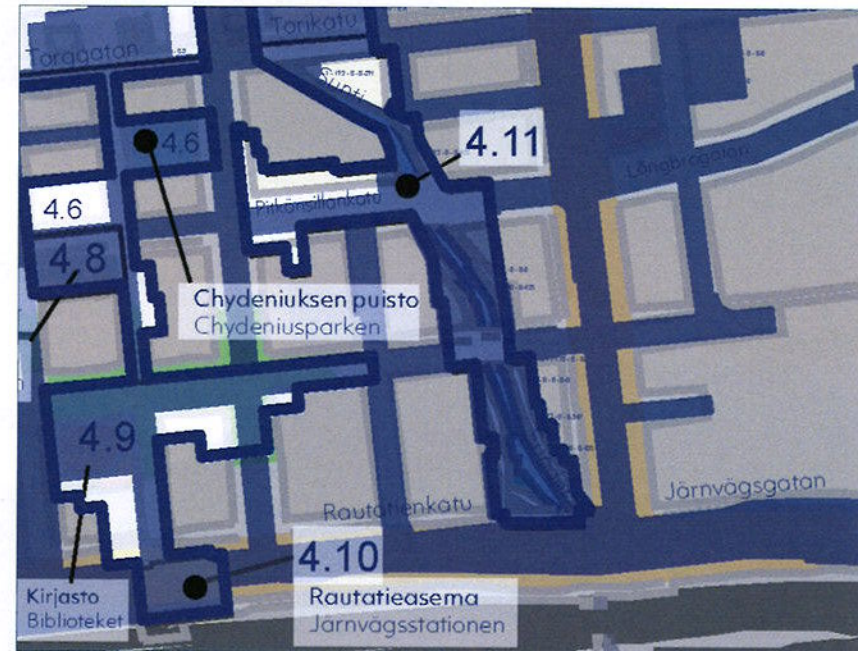 Torikatu
Torggatan
Sunti
4.6
4.11
Långbrogatan
4.6
Pitkänsillankatu
4.8
Chydeniuksen puisto
Chydeniusparken
4.9
Järnvägsgatan
Rautatienkatu
4.10
Kirjasto
Biblioteket
Rautatieasema
Järnvägsstationen